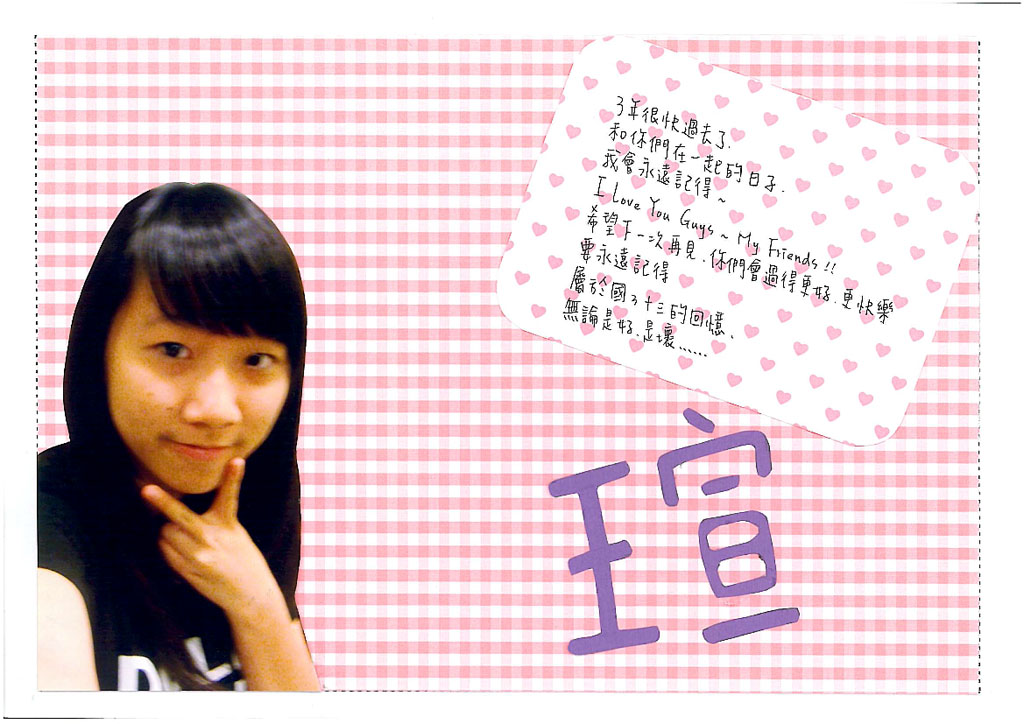 3年很快過去了.
和你們在一起的日子.
我會永遠記得~
I Love You Guys ~ My Friends!!
希望下一次再見.你們會過得更好.更快樂
要永遠記得
屬於國3十三的回憶.
無論是好.是壞......
瑄